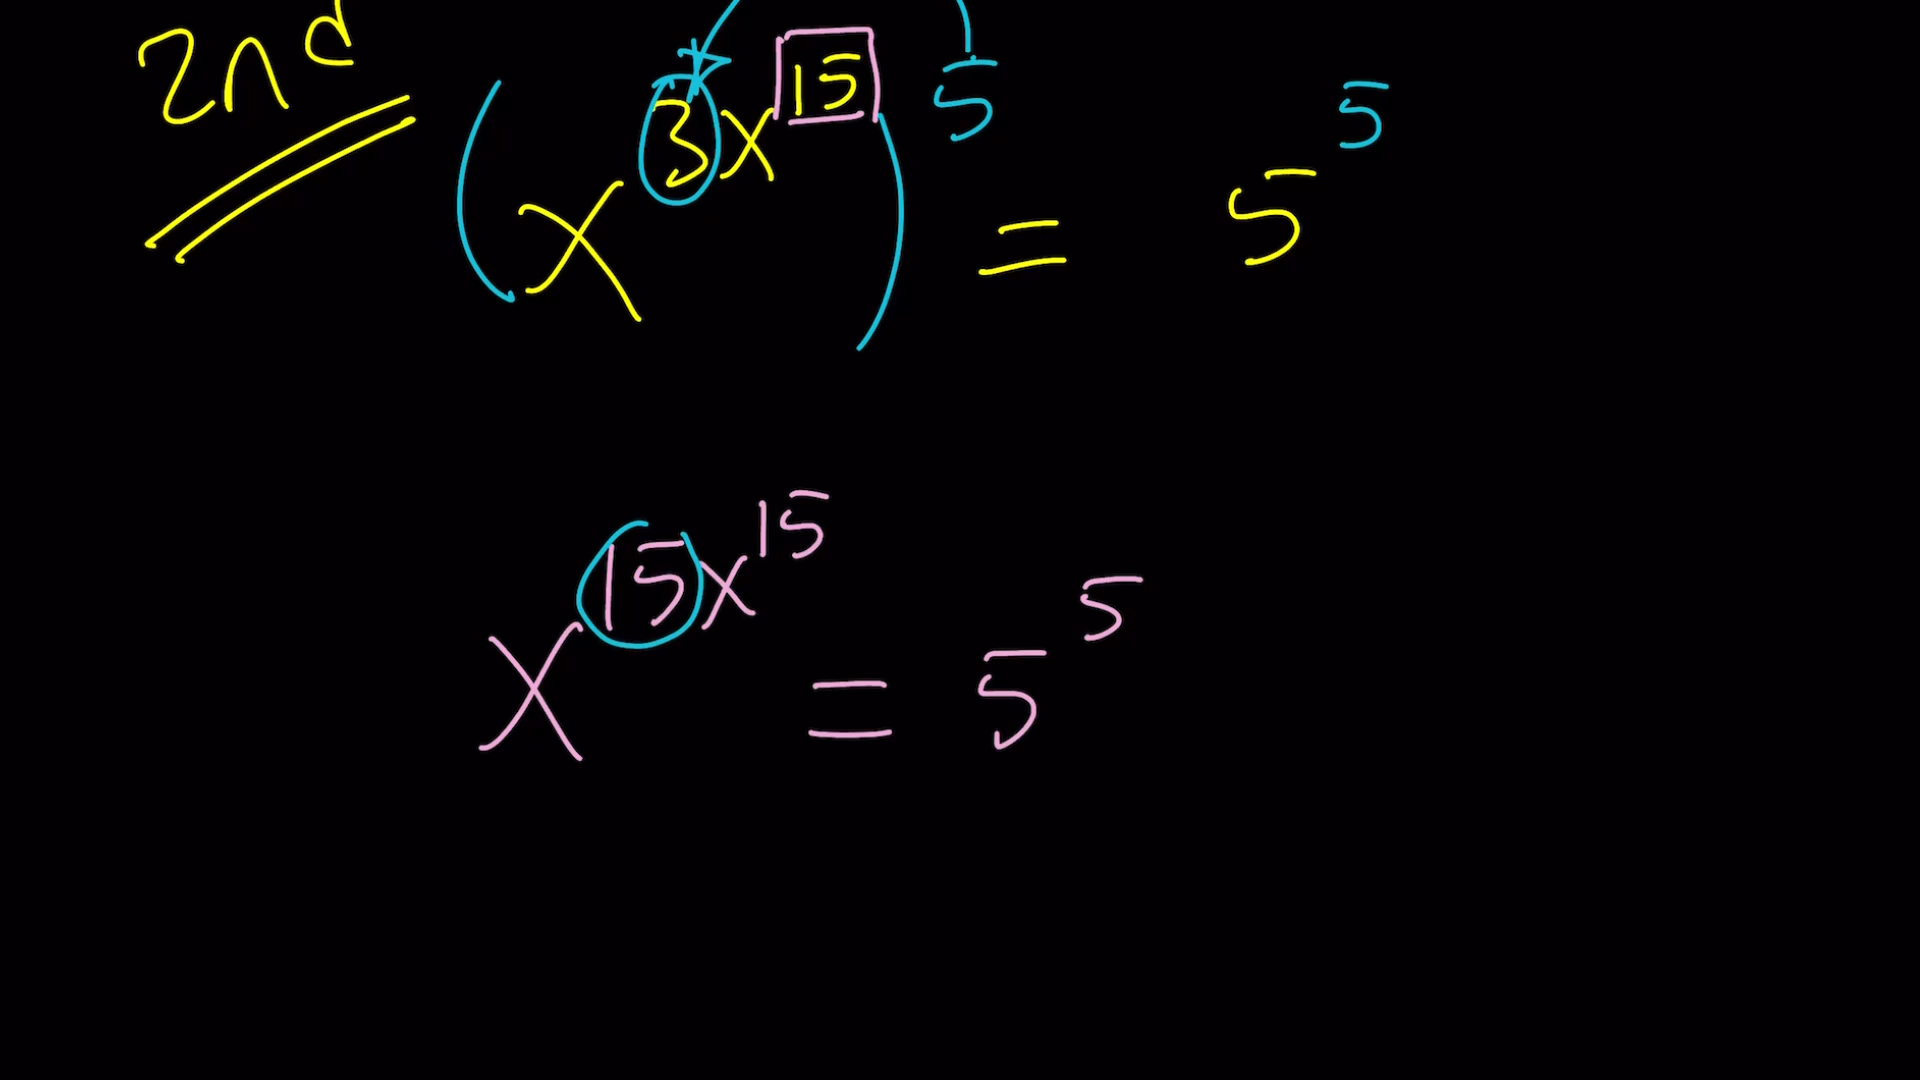 2nd (x^{3x^{15}})^5 = 5^5
x^{15x^{15}} = 5^5